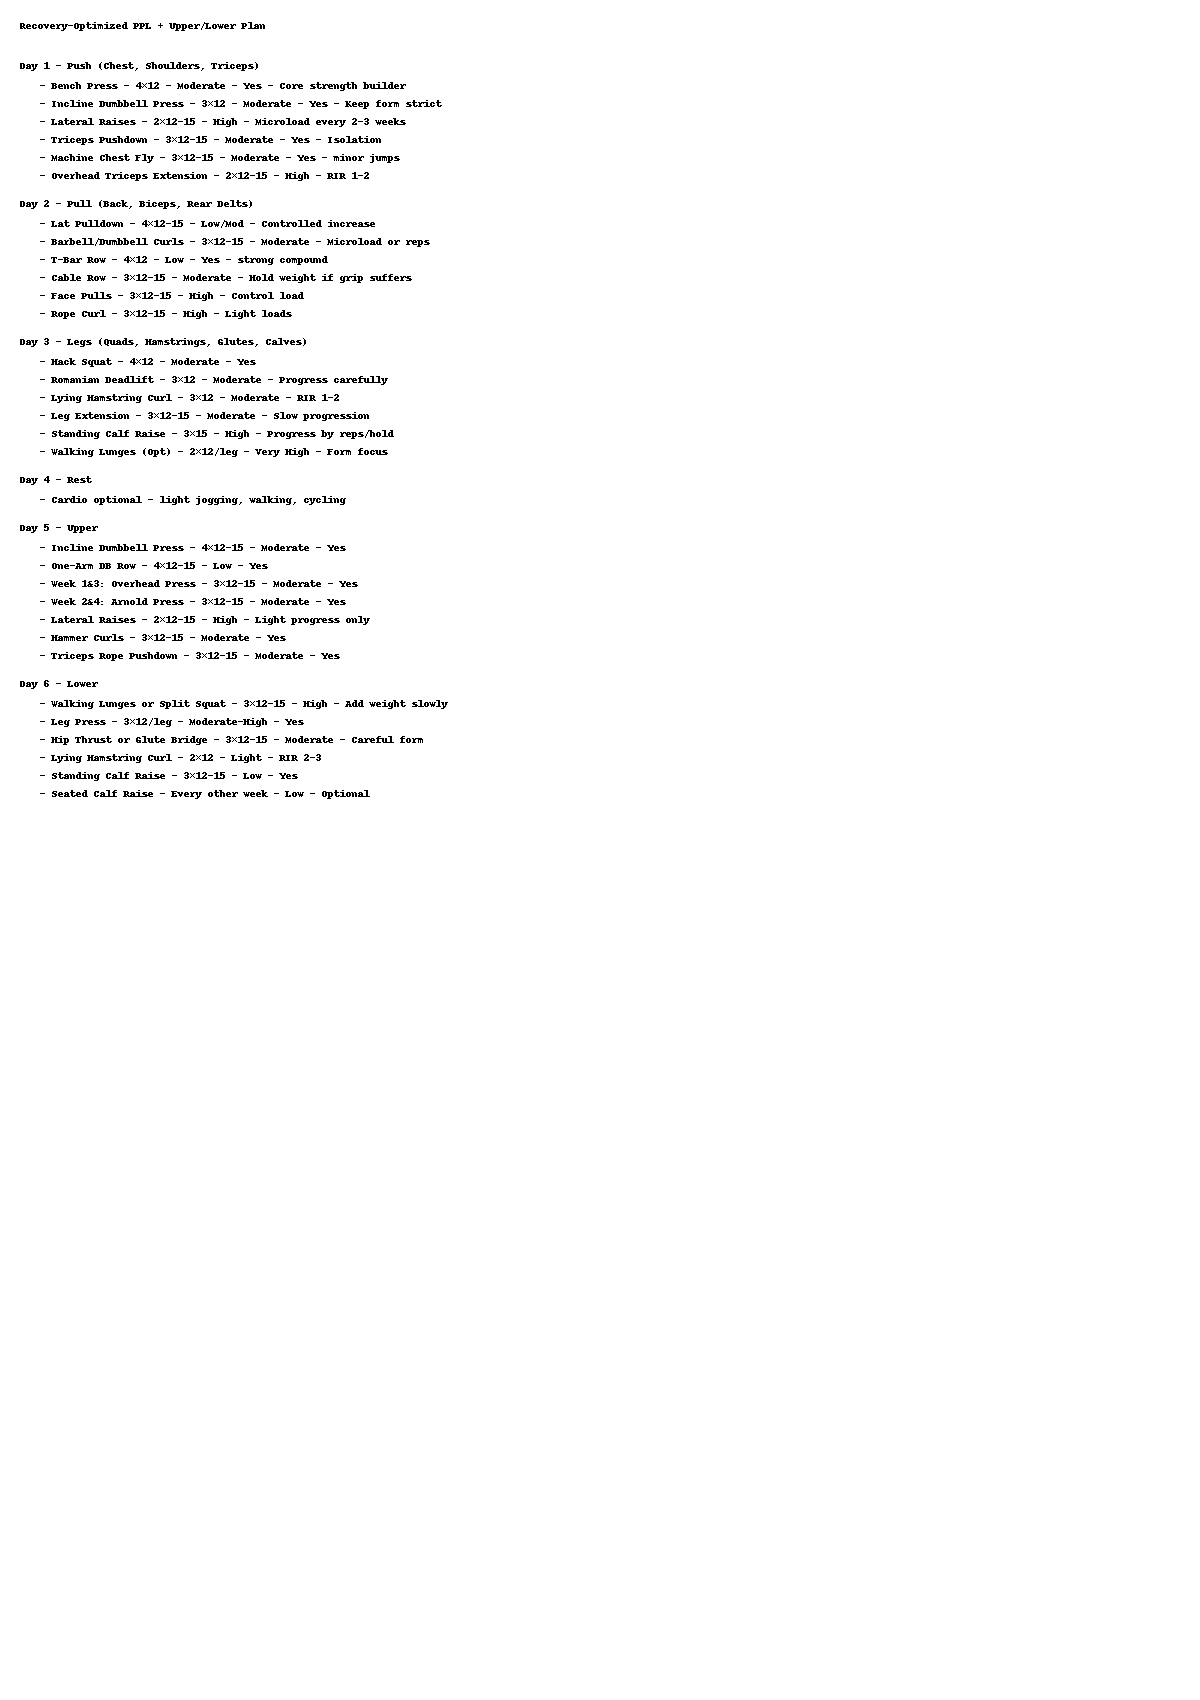 Recovery-Optimized PPL + Upper/Lower Plan
Day 1 - Push (Chest, Shoulders, Triceps)
- Bench Press - 4×12 - Moderate - Yes - Core strength builder
- Incline Dumbbell Press - 3×12 - Moderate - Yes - Keep form strict
- Lateral Raises - 2×12-15 - High - Microload every 2-3 weeks
- Triceps Pushdown - 3×12-15 - Moderate - Yes - Isolation
- Machine Chest Fly - 3×12-15 - Moderate - Yes - minor jumps
- Overhead Triceps Extension - 2×12-15 - High - RIR 1-2
Day 2 - Pull (Back, Biceps, Rear Delts)
- Lat Pulldown - 4×12-15 - Low/Mod - Controlled increase
- Barbell/Dumbbell Curls - 3×12-15 - Moderate - Microload or reps
- T-Bar Row - 4×12 - Low - Yes - strong compound
- Cable Row - 3×12-15 - Moderate - Hold weight if grip suffers
- Face Pulls - 3×12-15 - High - Control load
- Rope Curl - 3×12-15 - High - Light loads
Day 3 - Legs (Quads, Hamstrings, Glutes, Calves)
- Hack Squat - 4×12 - Moderate - Yes
- Romanian Deadlift - 3×12 - Moderate - Progress carefully
- Lying Hamstring Curl - 3×12 - Moderate - RIR 1-2
- Leg Extension - 3×12-15 - Moderate - Slow progression
- Standing Calf Raise - 3×15 - High - Progress by reps/hold
- Walking Lunges (Opt) - 2×12/leg - Very High - Form focus
Day 4 - Rest
- Cardio optional - light jogging, walking, cycling
Day 5 - Upper
- Incline Dumbbell Press - 4×12-15 - Moderate - Yes
- One-Arm DB Row - 4×12-15 - Low - Yes
- Week 1&3: Overhead Press - 3×12-15 - Moderate - Yes
- Week 2&4: Arnold Press - 3×12-15 - Moderate - Yes
- Lateral Raises - 2×12-15 - High - Light progress only
- Hammer Curls - 3×12-15 - Moderate - Yes
- Triceps Rope Pushdown - 3×12-15 - Moderate - Yes
Day 6 - Lower
- Walking Lunges or Split Squat - 3×12-15 - High - Add weight slowly
- Leg Press - 3×12/leg - Moderate-High - Yes
- Hip Thrust or Glute Bridge - 3×12-15 - Moderate - Careful form
- Lying Hamstring Curl - 2×12 - Light - RIR 2-3
- Standing Calf Raise - 3×12-15 - Low - Yes
- Seated Calf Raise - Every other week - Low - Optional